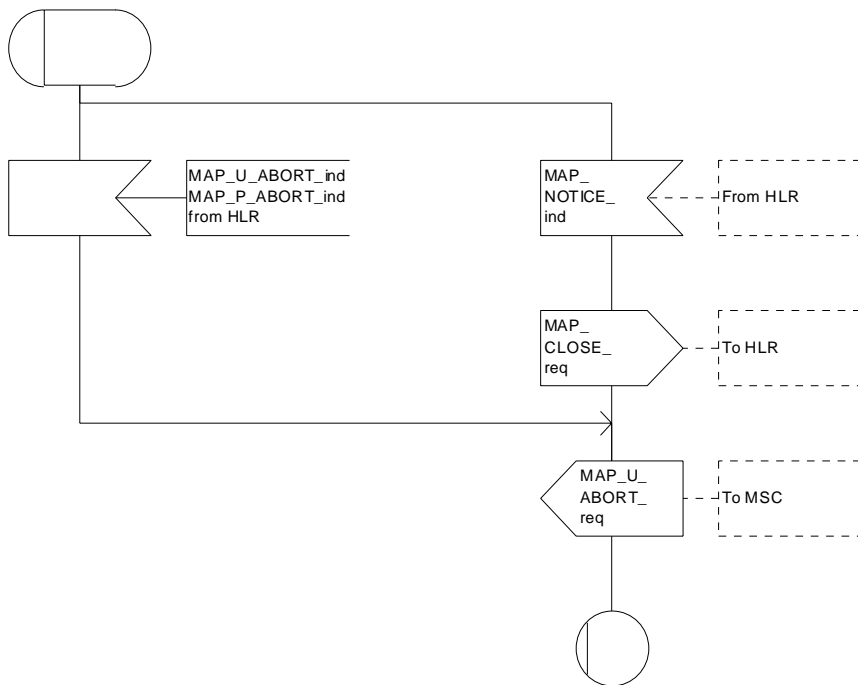 MAP_U_ABORT_ind
MAP_P_ABORT_ind
from HLR
MAP_
NOTICE_
ind
From HLR
MAP_
CLOSE_
req
To HLR
MAP_U_
ABORT_
req
To MSC